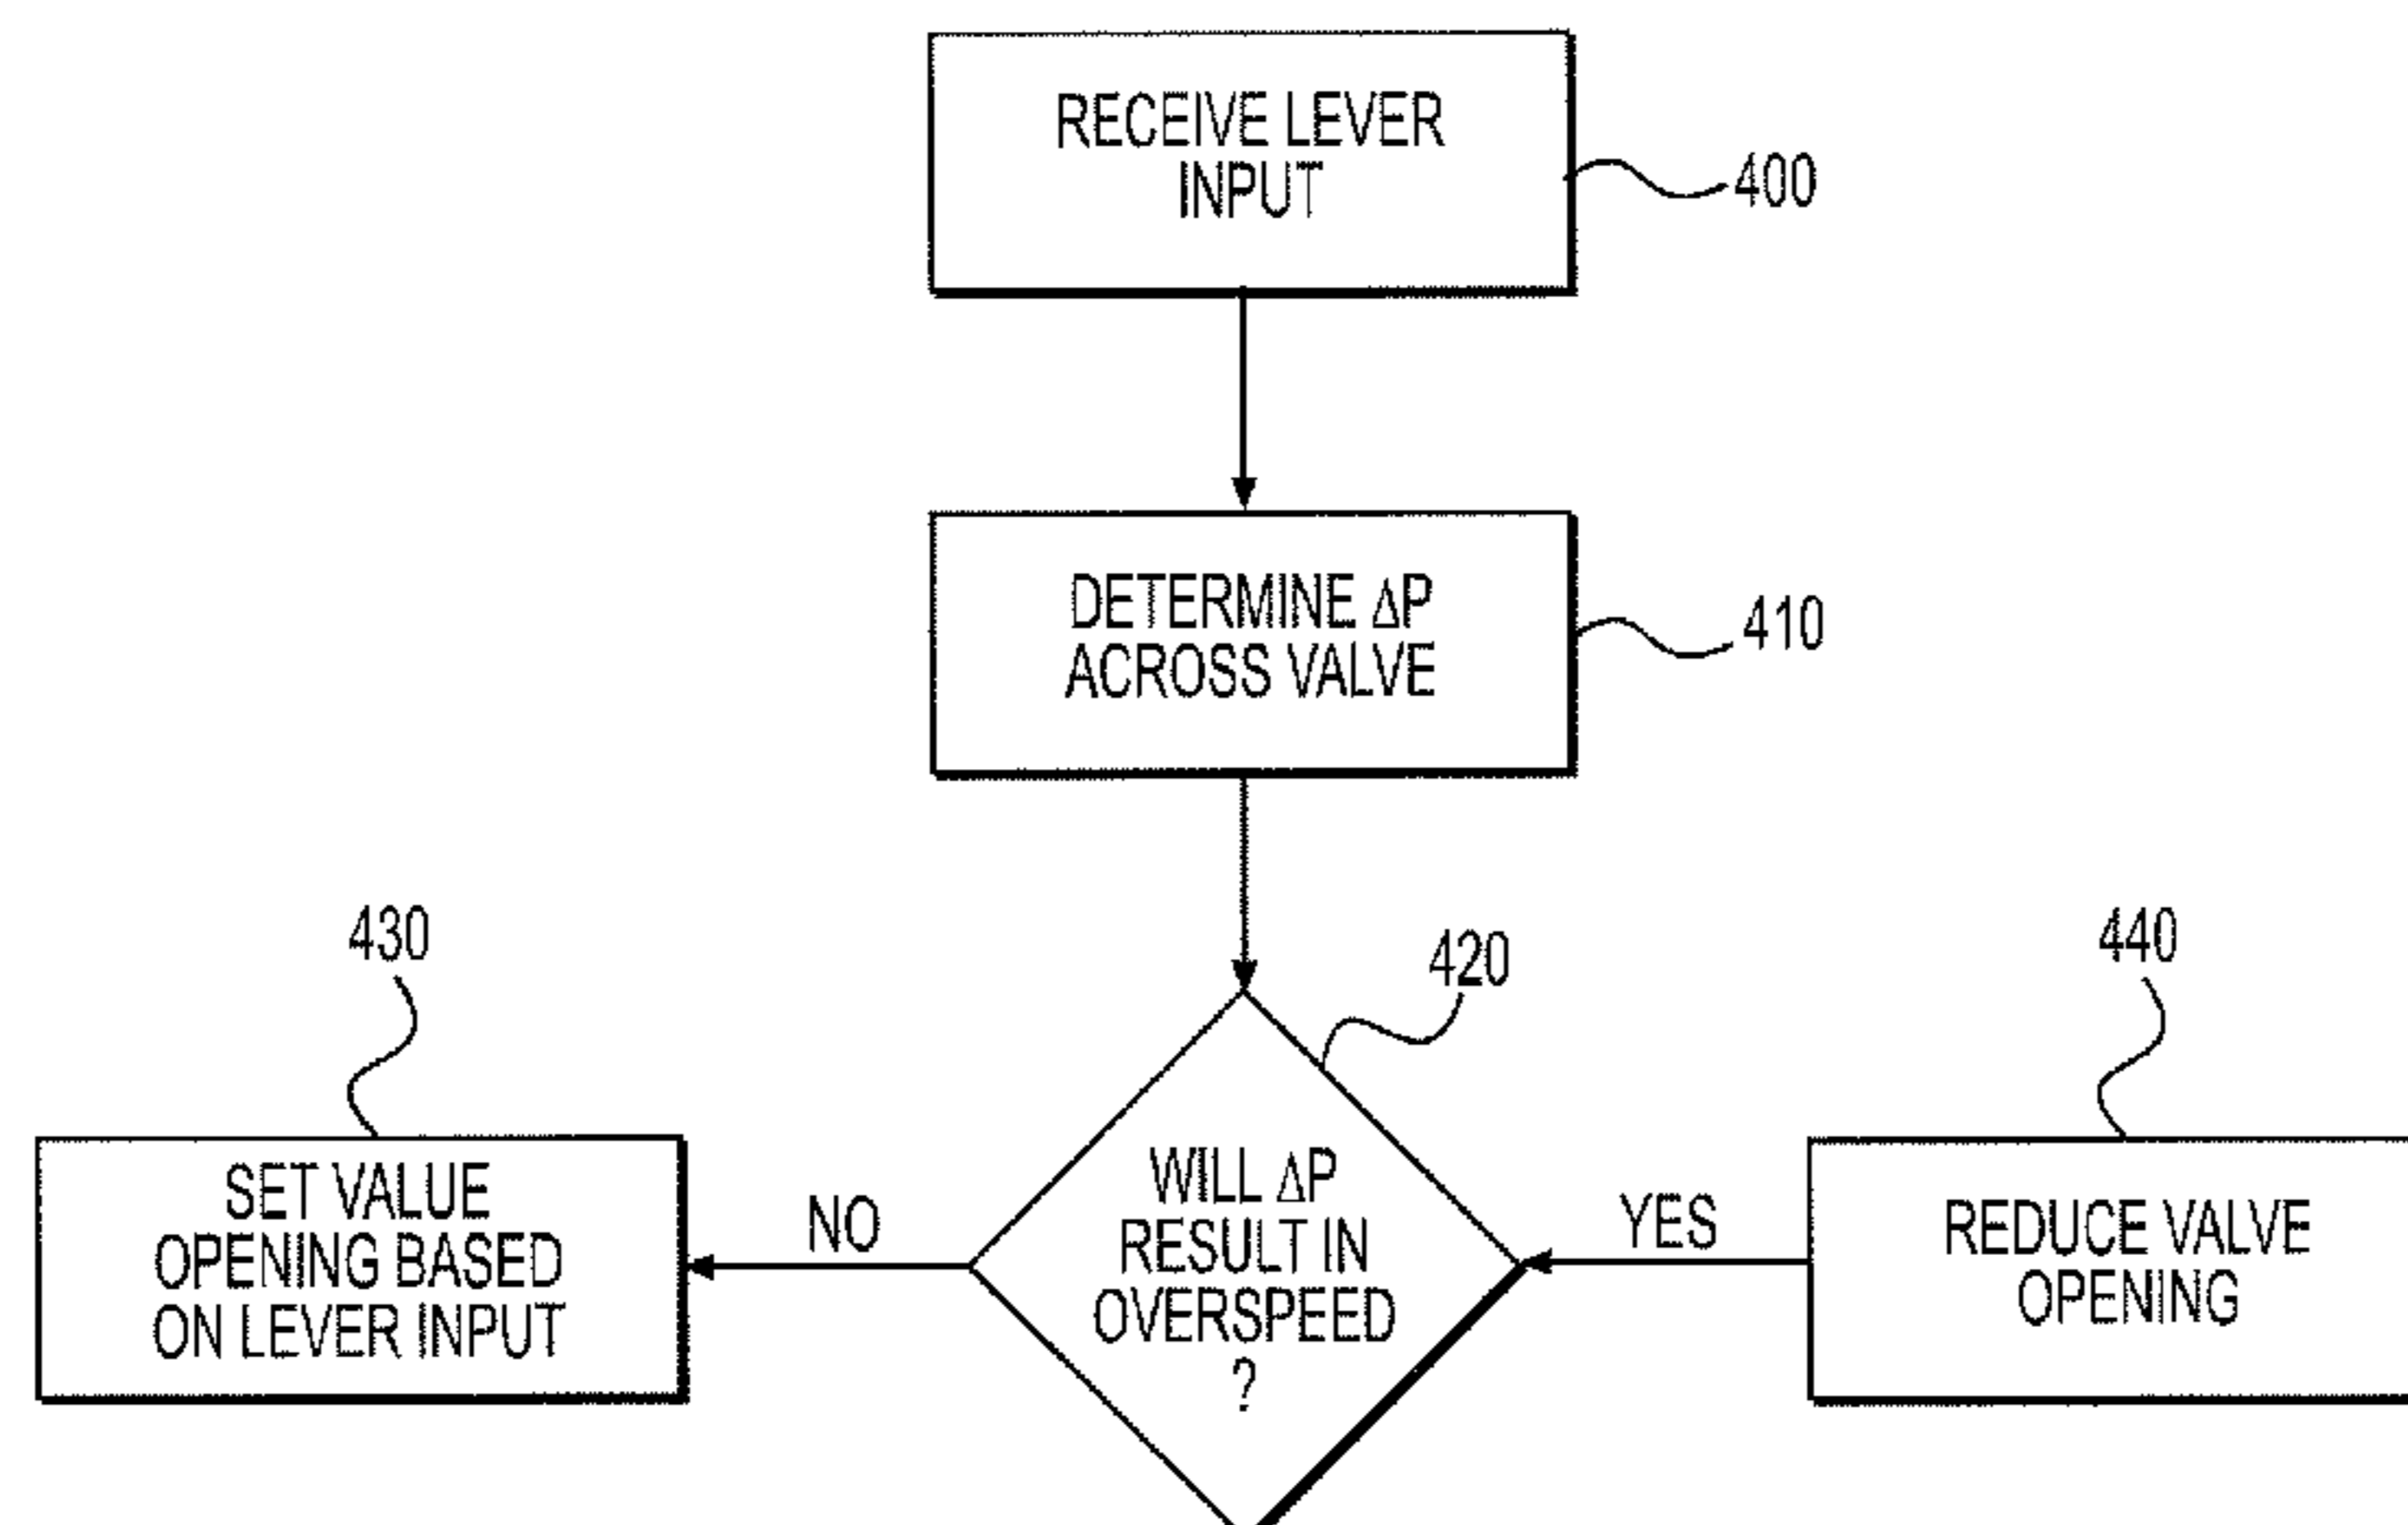 RECEIVE LEVER
INPUT
400
DETERMINE ΔP
ACROSS VALVE
410
430
420
440
SET VALUE
OPENING BASED
ON LEVER INPUT
NO
WILL ΔP
RESULT IN
OVERSPEED
?
YES
REDUCE VALVE
OPENING